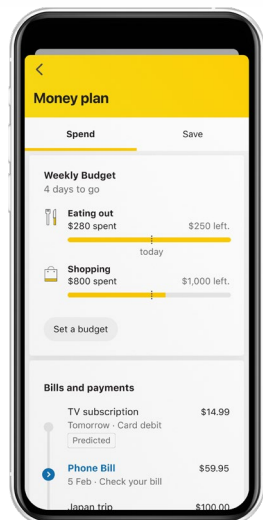 Money plan
Spend Save
Weekly Budget
4 days to go
Eating out
$280 spent $250 left.
today
Shopping
$800 spent $1,000 left.
Set a budget
Bills and payments
TV subscription $14.99
Tomorrow · Card debit
Predicted
Phone Bill $59.95
5 Feb · Check your bill
Japan trip $100.00